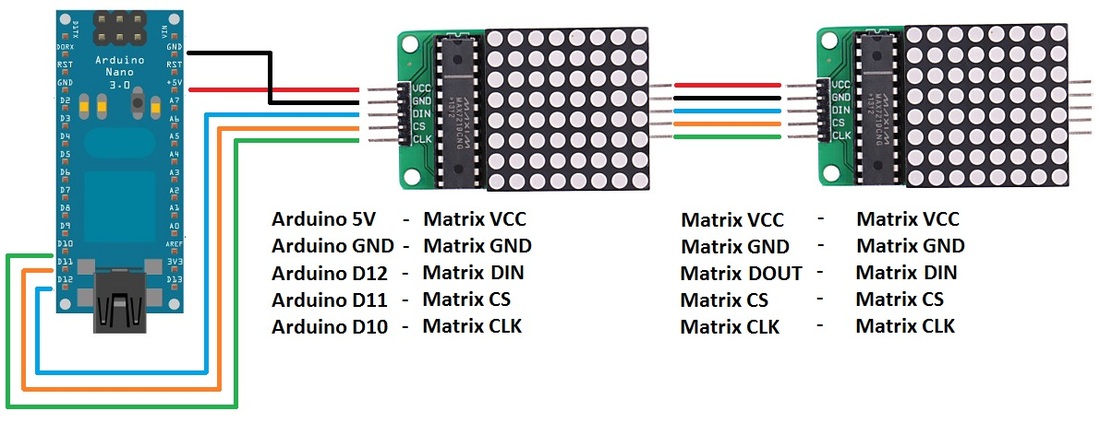 D1TX
VIN
D0RX
GND
RST
RST
GND
+5V
Arduino
Nano
3.0
D2
A7
D3
A6
D4
A5
D5
A4
D6
A3
D7
A2
D8
A1
D9
A0
D10
AREF
D11
3V3
D12
D13
VCC
GND
DIN
CS
CLK
MAXIM
MAX7219CNG
+1372
VCC
GND
DIN
CS
CLK
MAXIM
MAX7219CNG
+1372
Arduino 5V - Matrix VCC
Arduino GND - Matrix GND
Arduino D12 - Matrix DIN
Arduino D11 - Matrix CS
Arduino D10 - Matrix CLK
Matrix VCC - Matrix VCC
Matrix GND - Matrix GND
Matrix DOUT - Matrix DIN
Matrix CS - Matrix CS
Matrix CLK - Matrix CLK